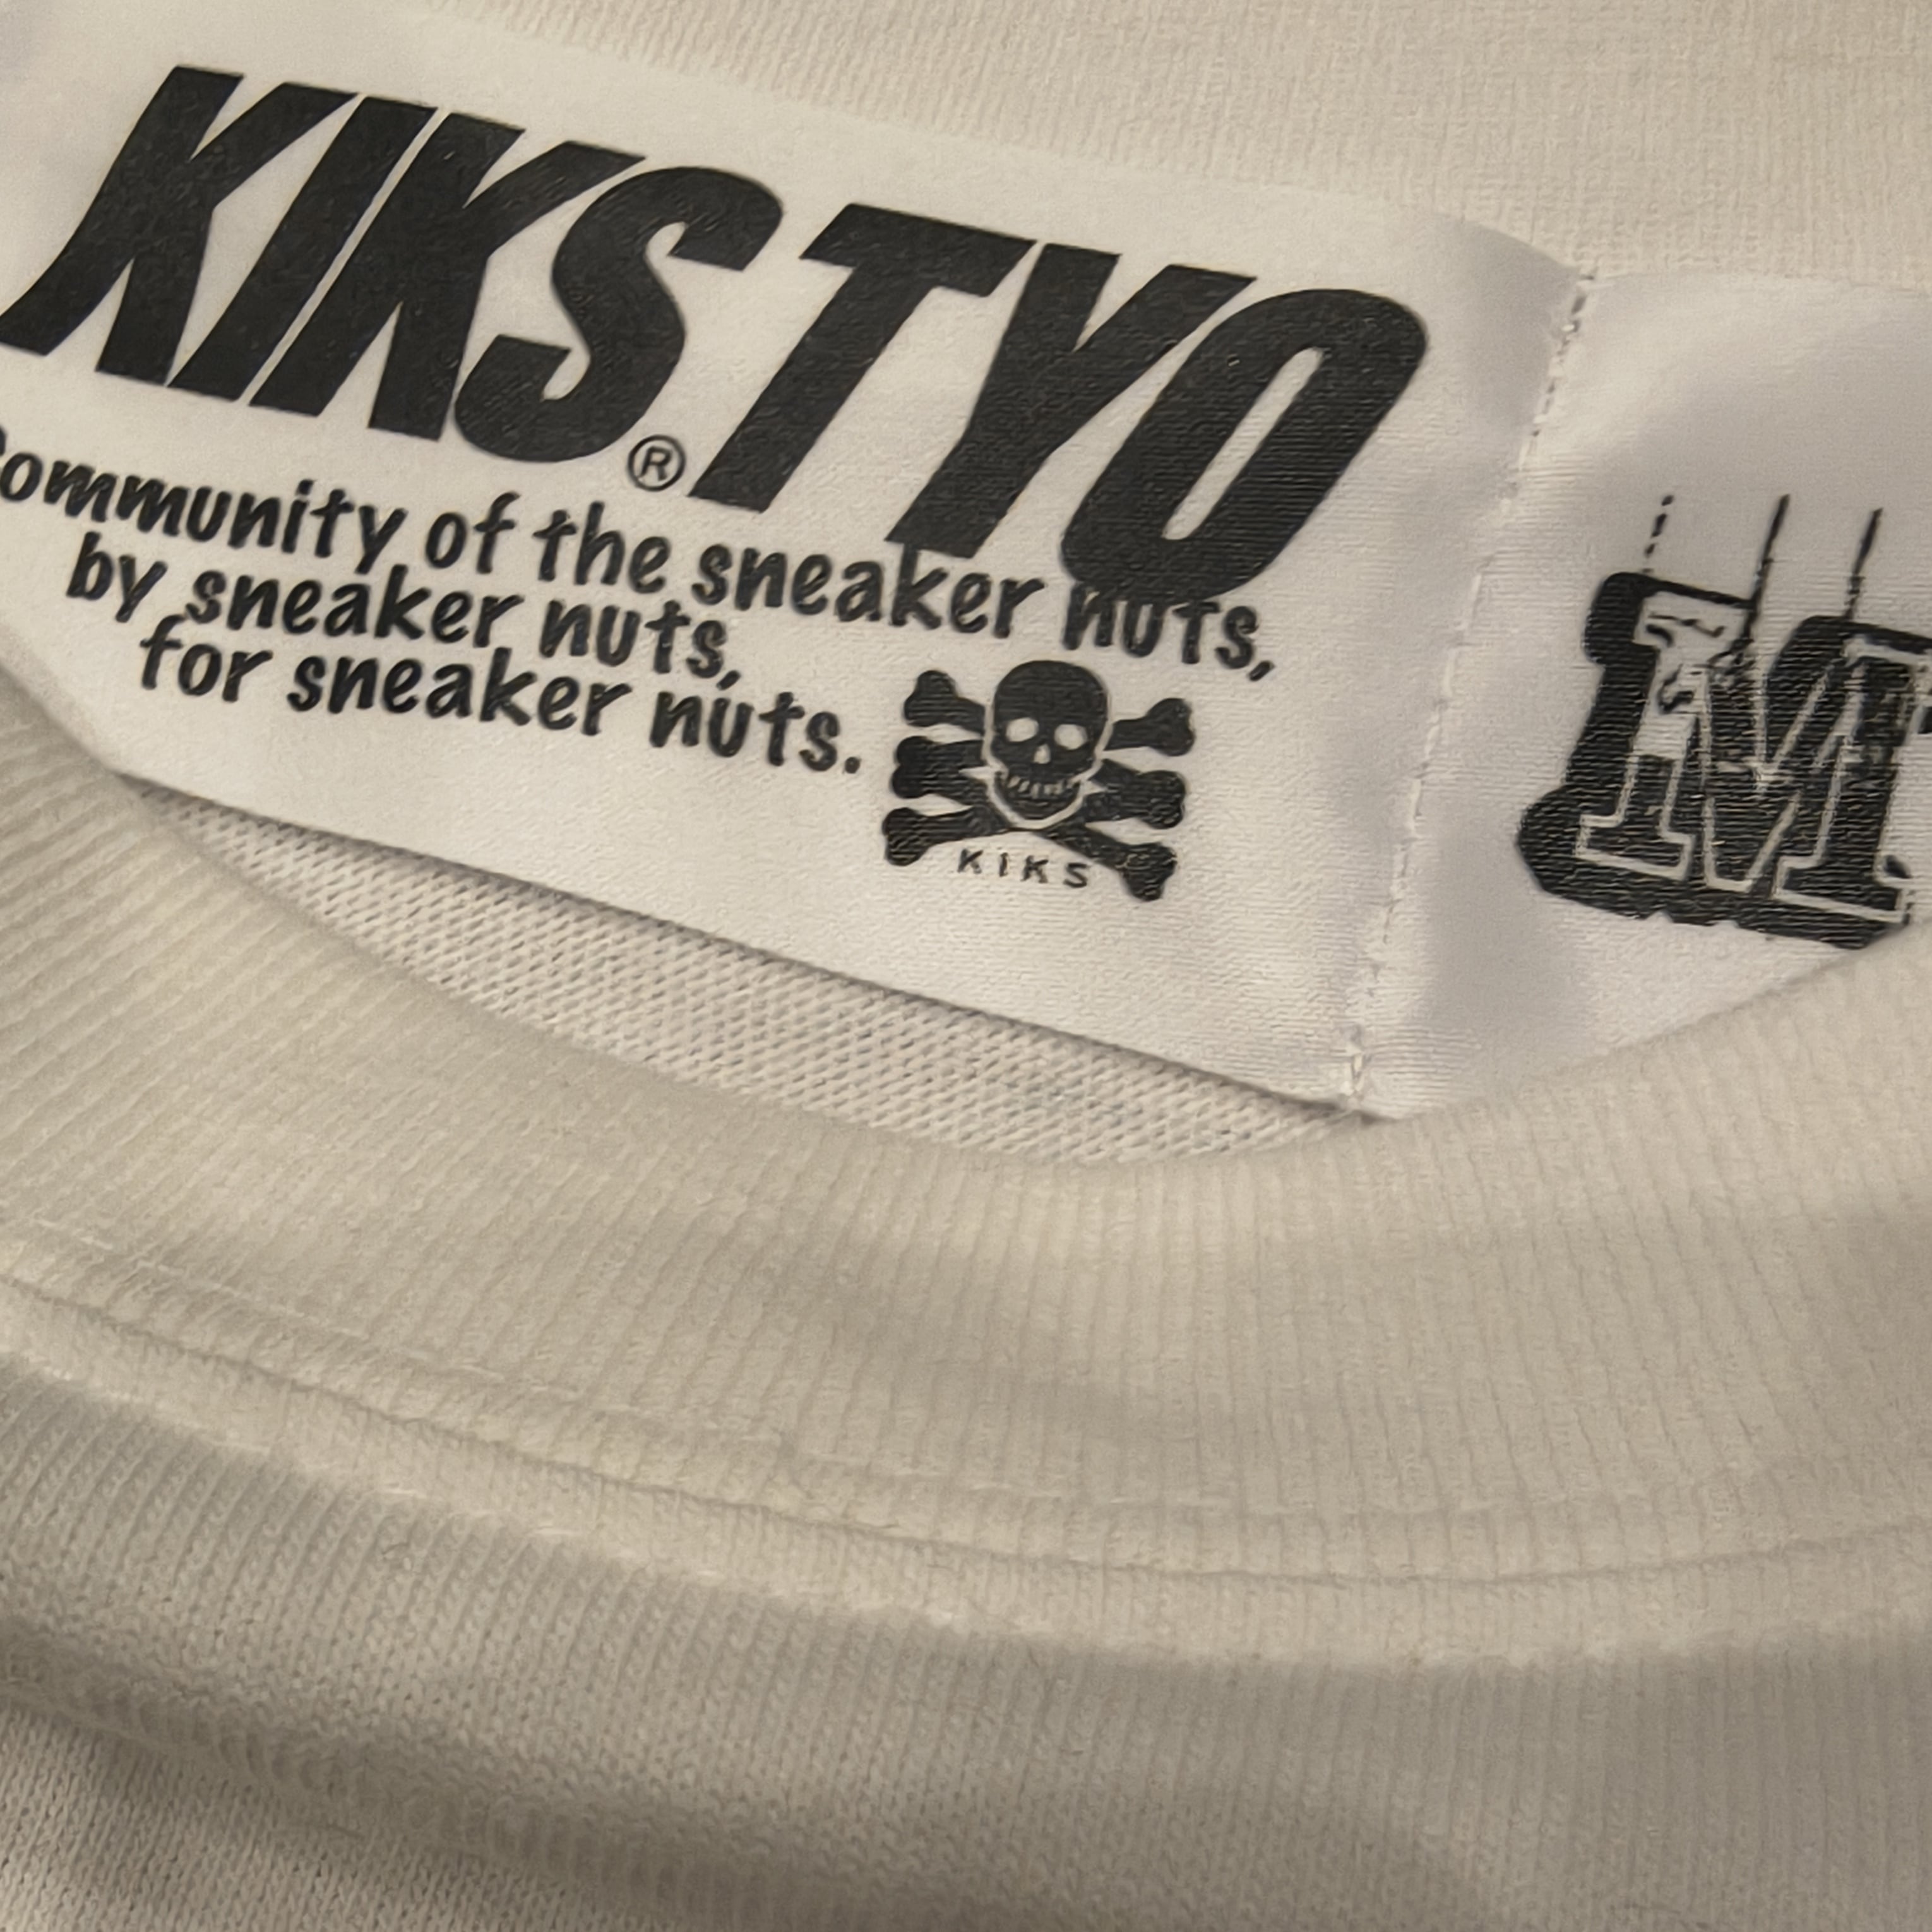 KIKS TYO
®
Community of the sneaker nuts,
by sneaker nuts,
for sneaker nuts.
KIKS
M